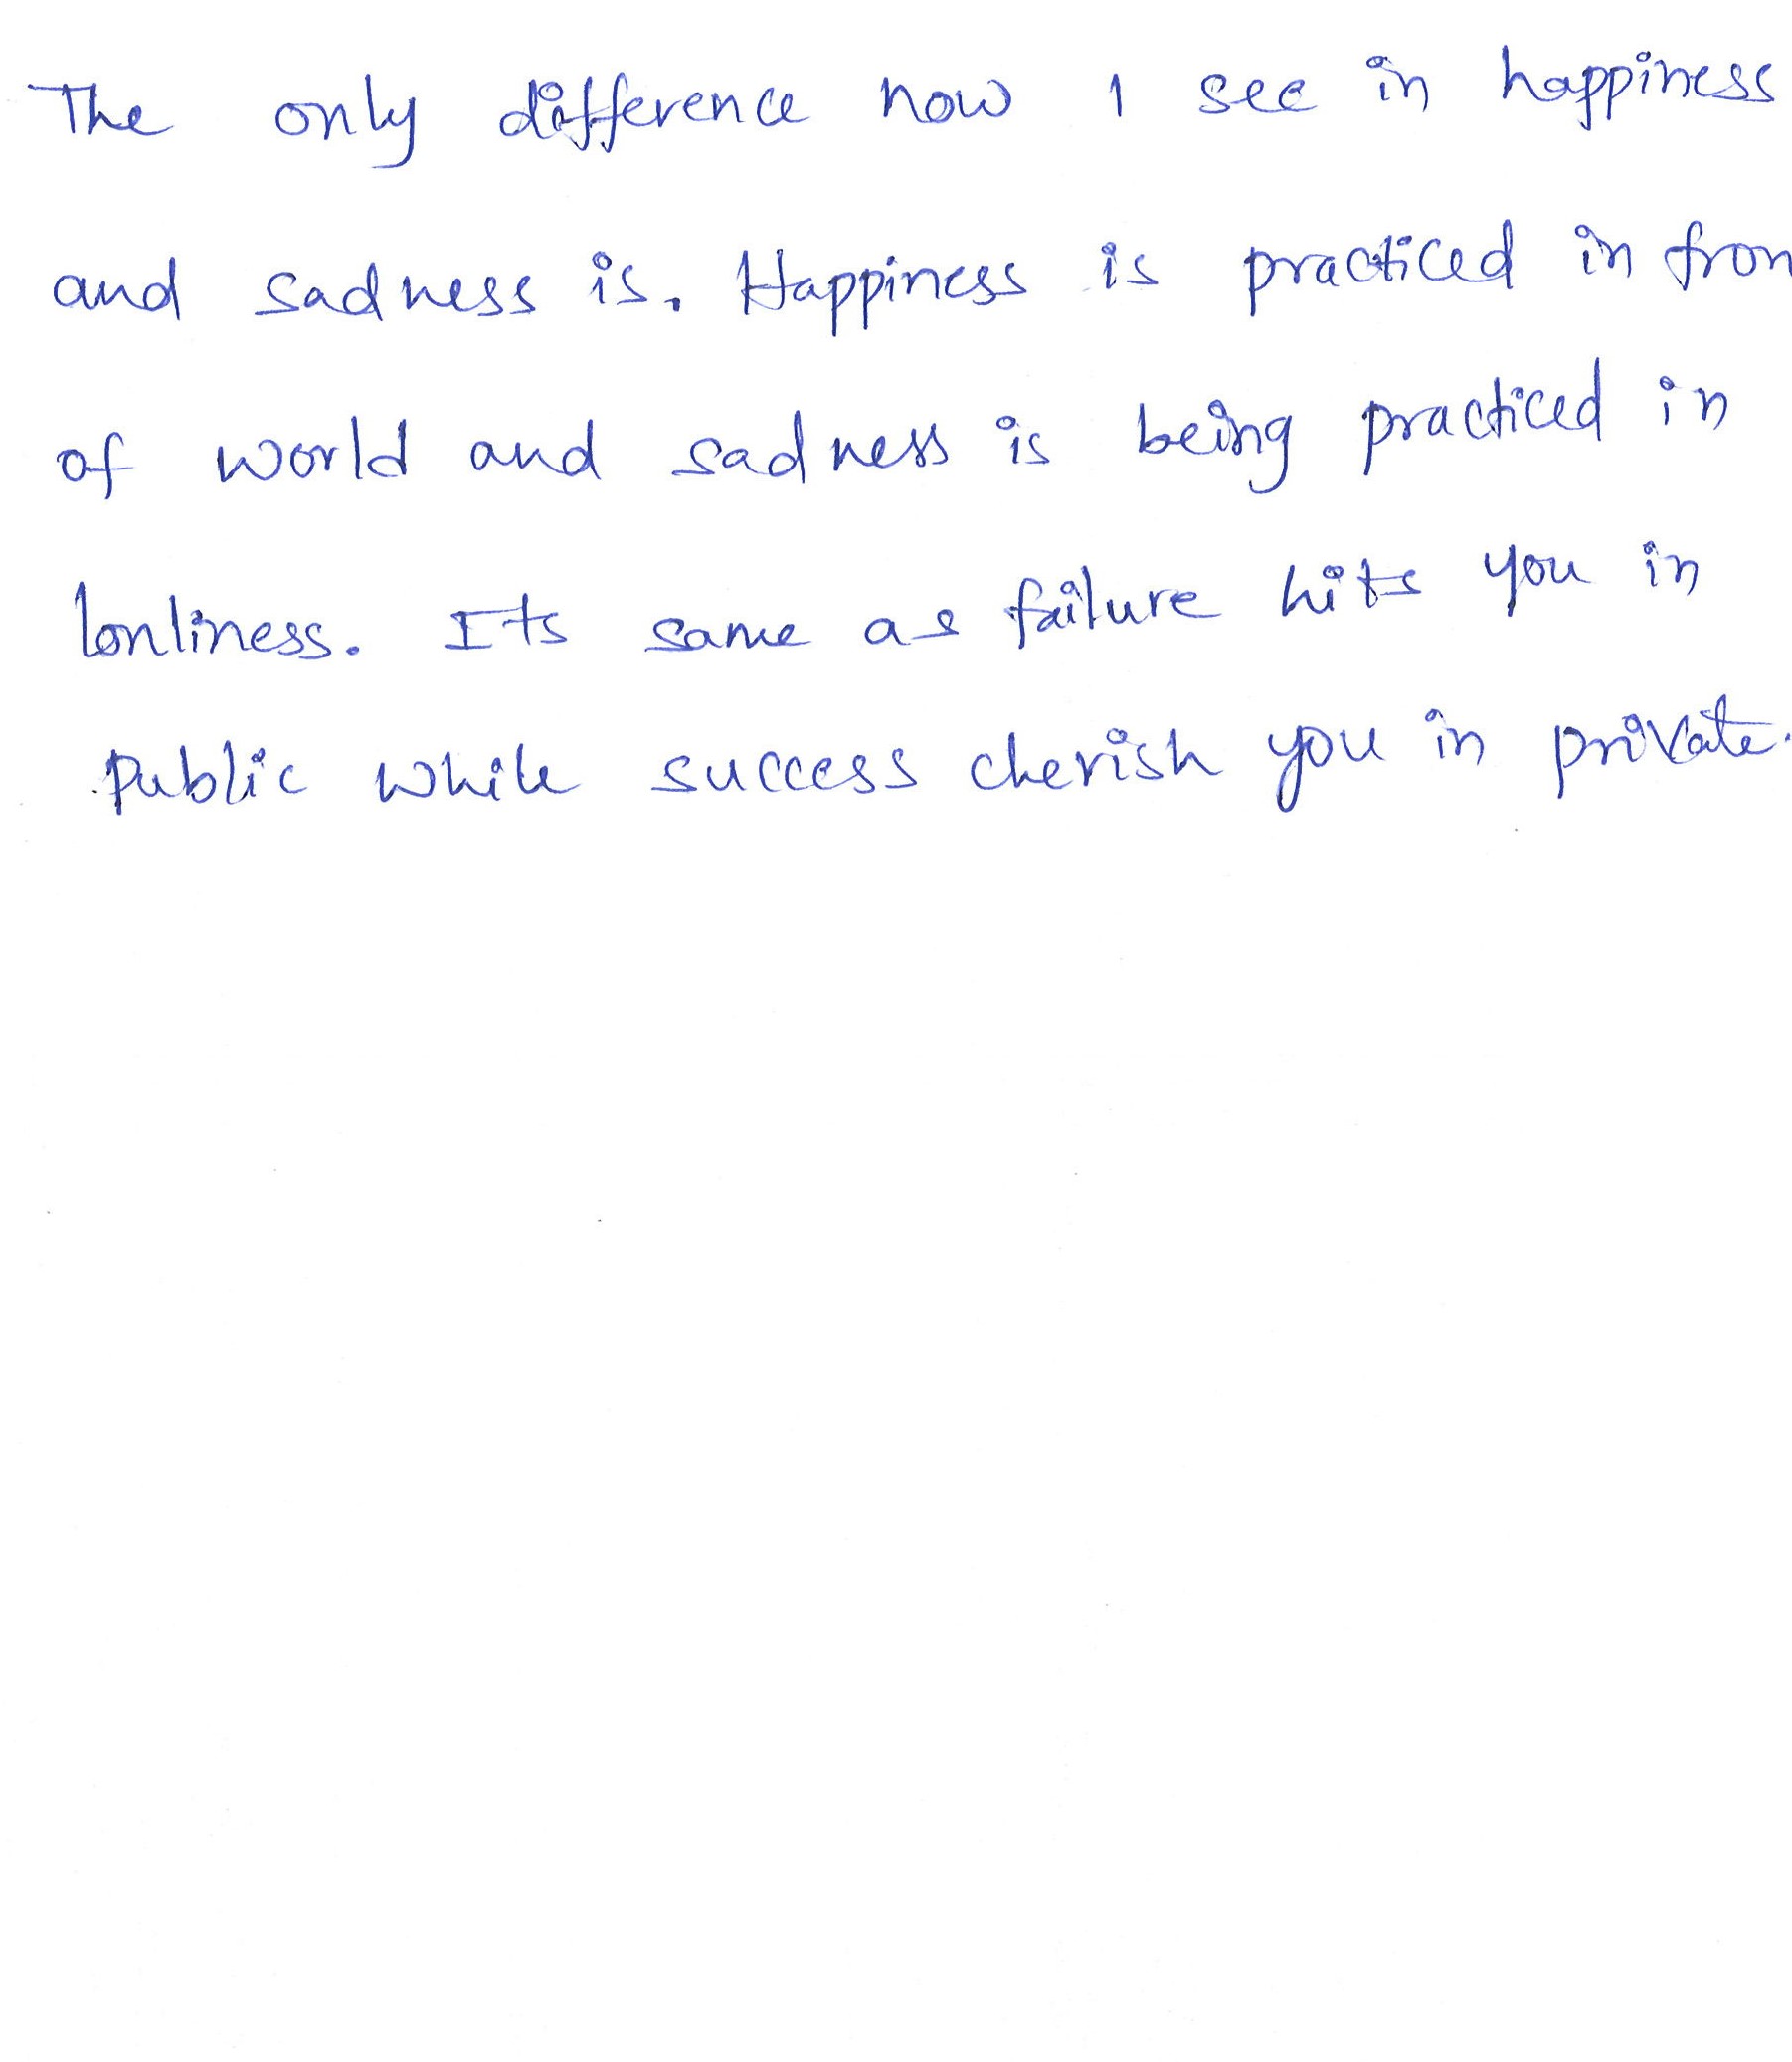 The only difference now I see in happiness
and sadness is. Happiness is practiced in fron
of world and sadness is being practiced in
lonliness. Its same as failure hits you in
public while success cherish you in private.